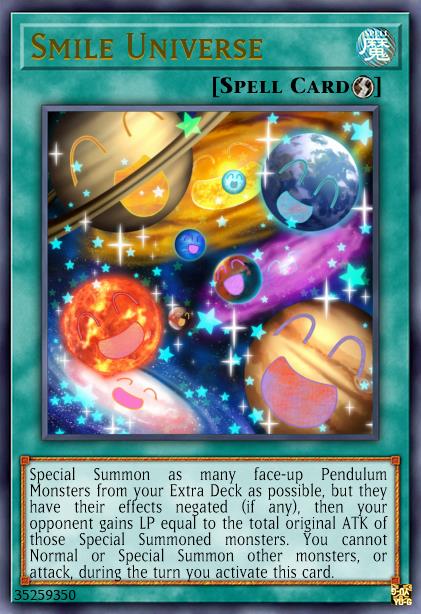 Smile Universe
SPELL
魔
[Spell Card]
Special Summon as many face-up Pendulum
Monsters from your Extra Deck as possible, but they
have their effects negated (if any), then your
opponent gains LP equal to the total original ATK of
those Special Summoned monsters. You cannot
Normal or Special Summon other monsters, or
attack, during the turn you activate this card.
35259350